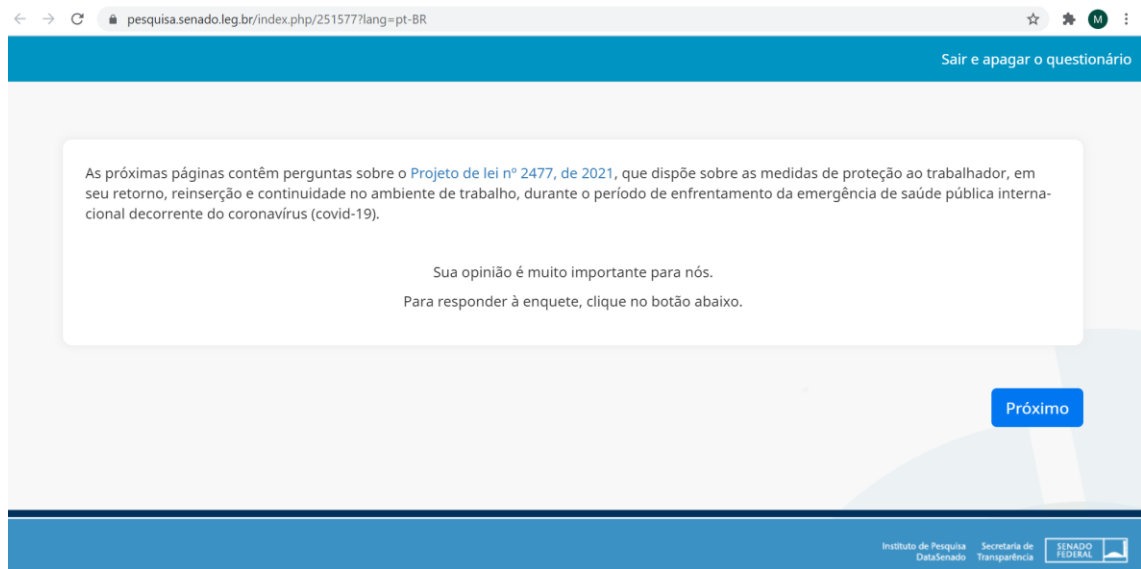 pesquisa.senado.leg.br/index.php/251577?lang=pt-BR
M
Sair e apagar o questionário
As próximas páginas contêm perguntas sobre o Projeto de lei nº 2477, de 2021, que dispõe sobre as medidas de proteção ao trabalhador, em
seu retorno, reinserção e continuidade no ambiente de trabalho, durante o período de enfrentamento da emergência de saúde pública interna-
cional decorrente do coronavírus (covid-19).
Sua opinião é muito importante para nós.
Para responder à enquete, clique no botão abaixo.
Próximo
Instituto de Pesquisa
DataSenado
Secretaria de
Transparência
SENADO
FEDERAL